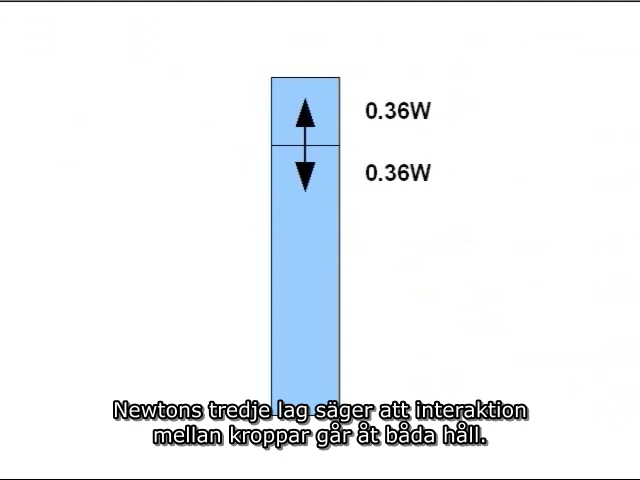 0.36W
0.36W
Newtons tredje lag säger att interaktion
mellan kroppar går åt båda håll.